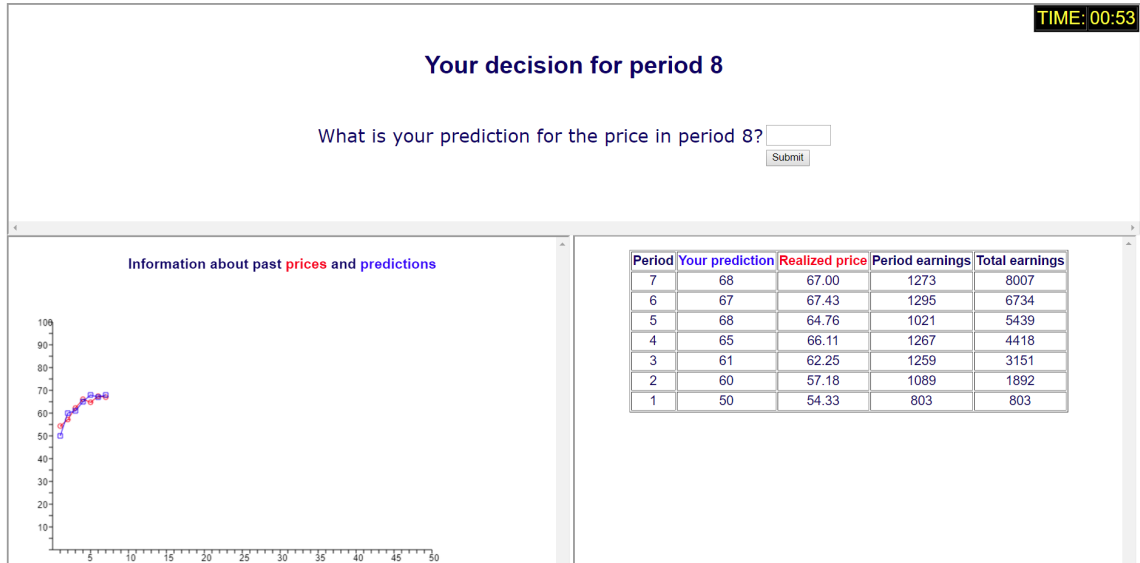 TIME: 00:53
Your decision for period 8
What is your prediction for the price in period 8?
Submit
Information about past prices and predictions
100
90
80
70
60
50
40
30
20
10
5 10 15 20 25 30 35 40 45 50
Period Your prediction Realized price Period earnings Total earnings
7 68 67.00 1273 8007
6 67 67.43 1295 6734
5 68 64.76 1021 5439
4 65 66.11 1267 4418
3 61 62.25 1259 3151
2 60 57.18 1089 1892
1 50 54.33 803 803